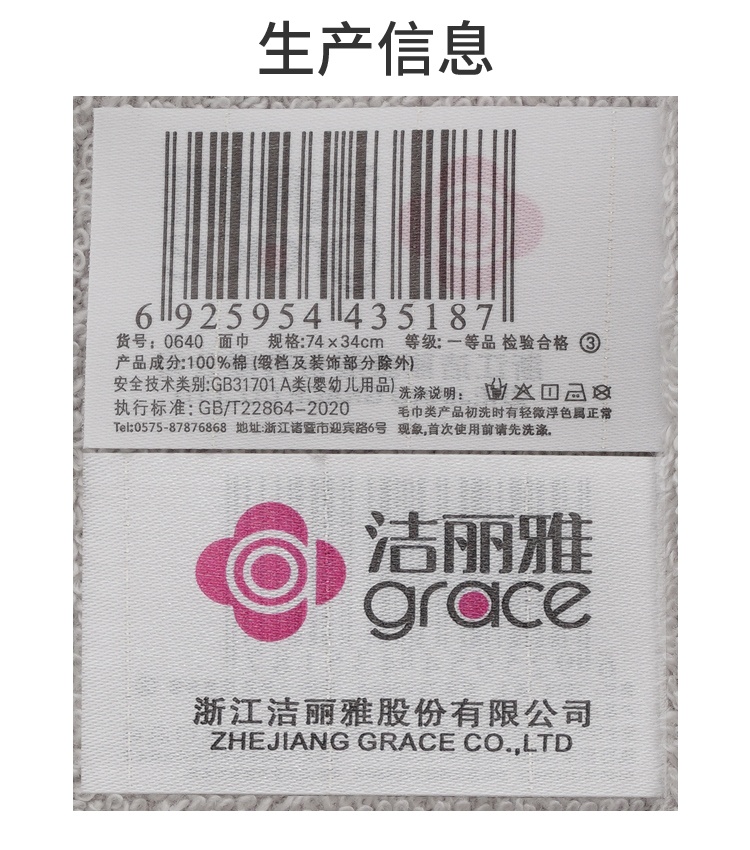 生产信息
6 925954 435187
货号：0640 面巾 规格:74×34cm 等级: 一等品 检验合格 ③
产品成分:100%棉(缎档及装饰部分除外)
安全技术类别:GB31701 A类(婴幼儿用品)
洗涤说明：
执行标准: GB/T22864-2020
毛巾类产品初洗时有轻微浮色属正常
Tel:0575-87876868 地址:浙江诸暨市迎宾路6号
现象,首次使用前请先洗涤.
洁丽雅
grace
浙江洁丽雅股份有限公司
ZHEJIANG GRACE CO.,LTD